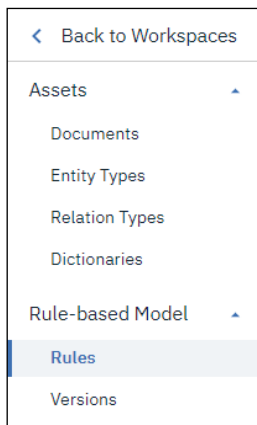 Back to Workspaces
Assets
Documents
Entity Types
Relation Types
Dictionaries
Rule-based Model
Rules
Versions